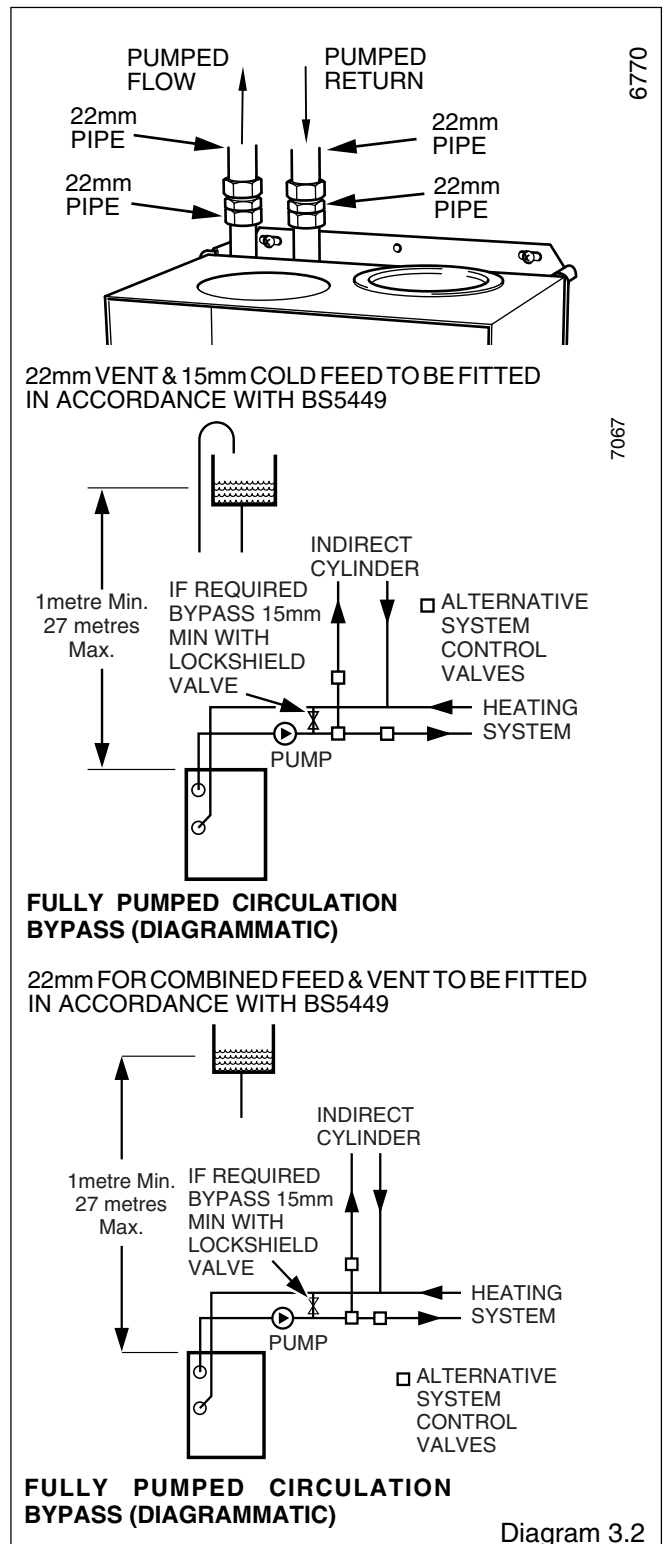 PUMPED
FLOW
PUMPED
RETURN
6770
22mm
PIPE
22mm
PIPE
22mm
PIPE
22mm
PIPE
22mm VENT & 15mm COLD FEED TO BE FITTED
IN ACCORDANCE WITH BS5449
7067
1metre Min.
27 metres
Max.
IF REQUIRED
BYPASS 15mm
MIN WITH
LOCKSHIELD
VALVE
INDIRECT
CYLINDER
ALTERNATIVE
SYSTEM
CONTROL
VALVES
HEATING
SYSTEM
PUMP
FULLY PUMPED CIRCULATION
BYPASS (DIAGRAMMATIC)
22mm FOR COMBINED FEED & VENT TO BE FITTED
IN ACCORDANCE WITH BS5449
1metre Min.
27 metres
Max.
IF REQUIRED
BYPASS 15mm
MIN WITH
LOCKSHIELD
VALVE
INDIRECT
CYLINDER
HEATING
SYSTEM
PUMP
ALTERNATIVE
SYSTEM
CONTROL
VALVES
FULLY PUMPED CIRCULATION
BYPASS (DIAGRAMMATIC)
Diagram 3.2